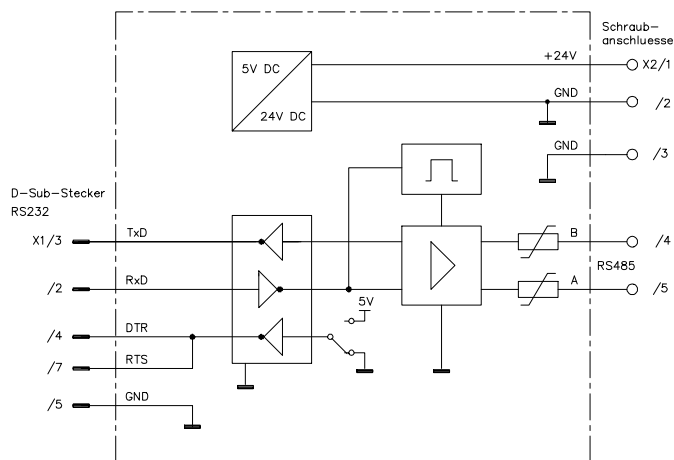 Schraub-
anschluesse
+24V
X2/1
5V DC
24V DC
GND
/2
GND
/3
D-Sub-Stecker
RS232
X1/3
TxD
B
/4
RS485
/2
RxD
A
/5
5V
/4
DTR
/7
RTS
/5
GND